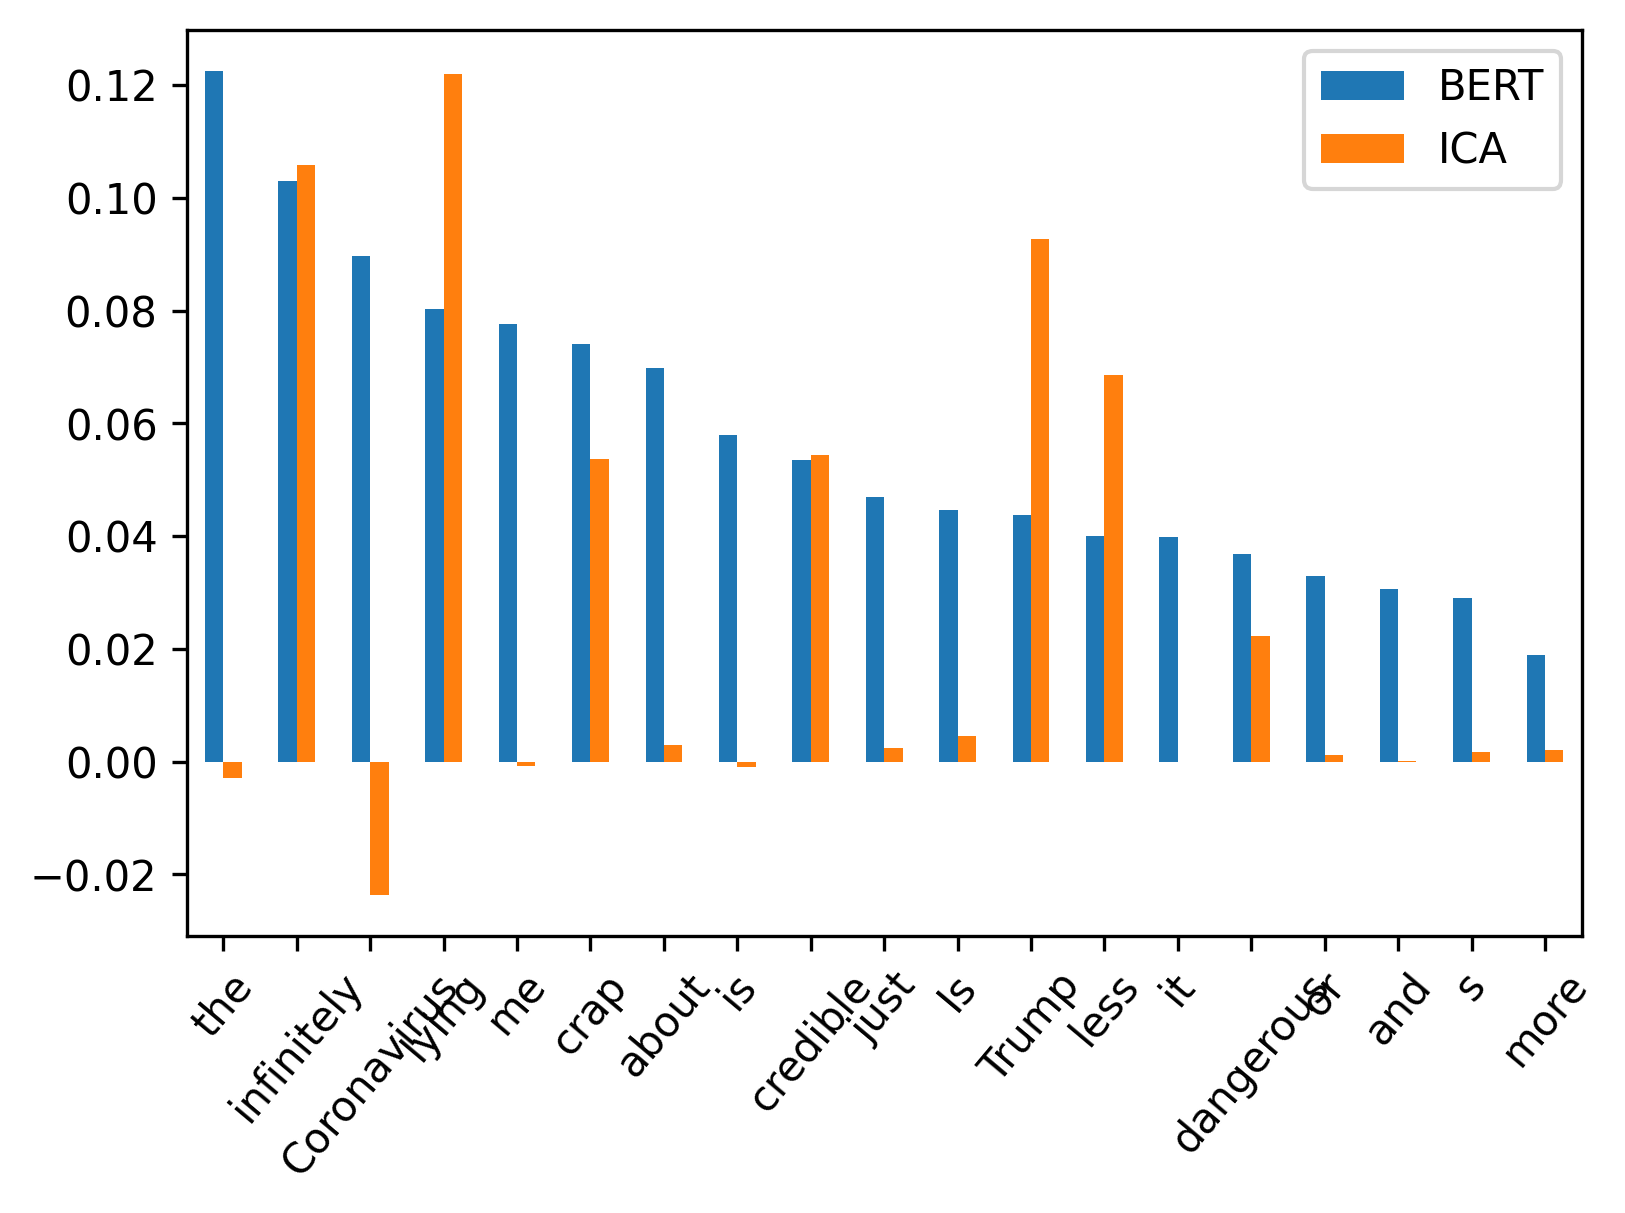 BERT
ICA
0.12
0.10
0.08
0.06
0.04
0.02
0.00
−0.02
the
infinitely
Coronavirus
lying
me
crap
about
is
credible
just
Is
Trump
less
it
dangerous
or
and
s
more